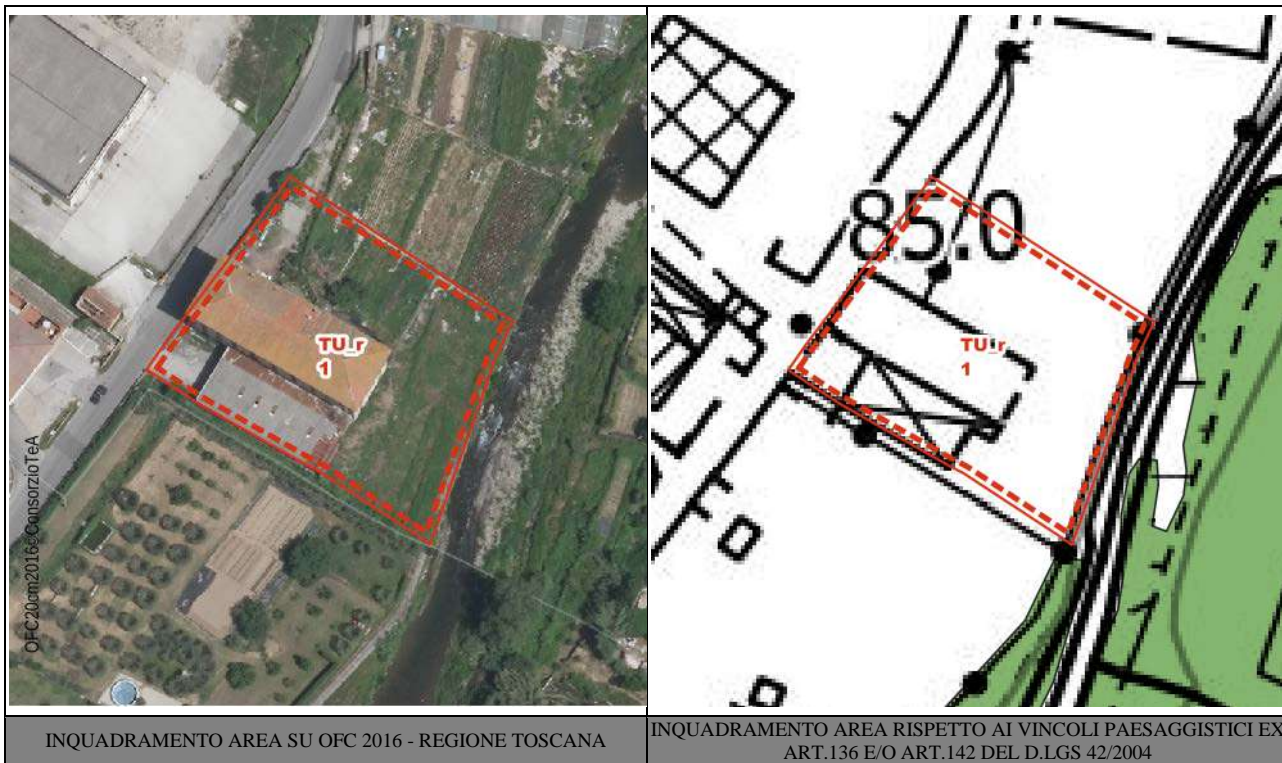 OFC20cm2016©ConsorzioTeA
TU_r
1
85.0
TU_r
1
INQUADRAMENTO AREA SU OFC 2016 - REGIONE TOSCANA
INQUADRAMENTO AREA RISPETTO AI VINCOLI PAESAGGISTICI EX
ART.136 E/O ART.142 DEL D.LGS 42/2004